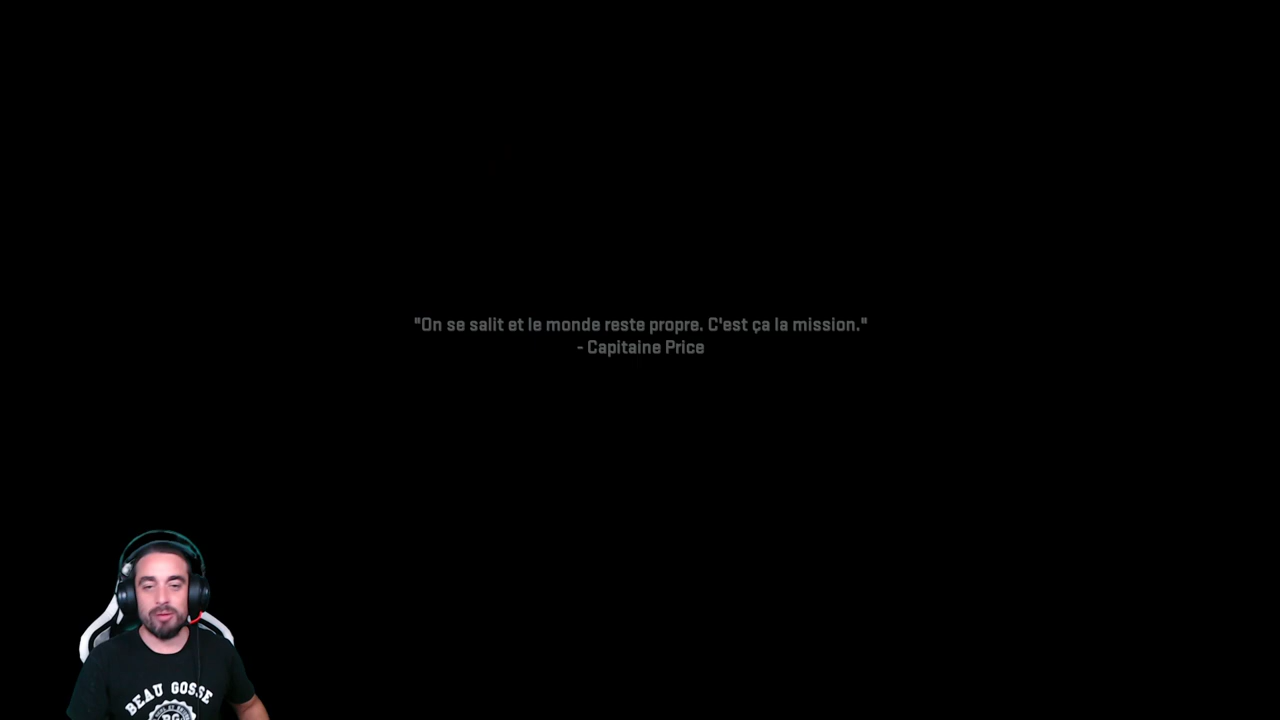 "On se salit et le monde reste propre. C'est ça la mission."
- Capitaine Price
BEAU GOSSE